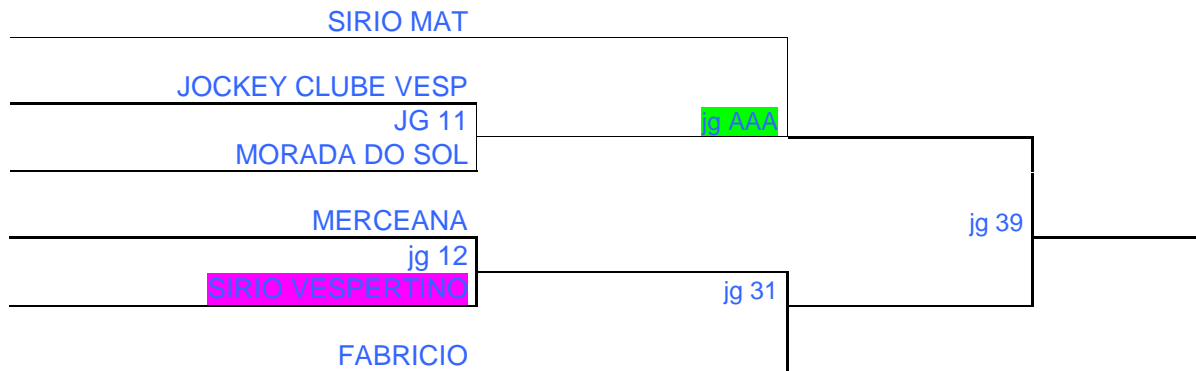 SIRIO MAT
JOCKEY CLUBE VESP
JG 11
jg AAA
MORADA DO SOL
MERCEANA
jg 39
jg 12
SIRIO VESPERTINO
jg 31
FABRICIO